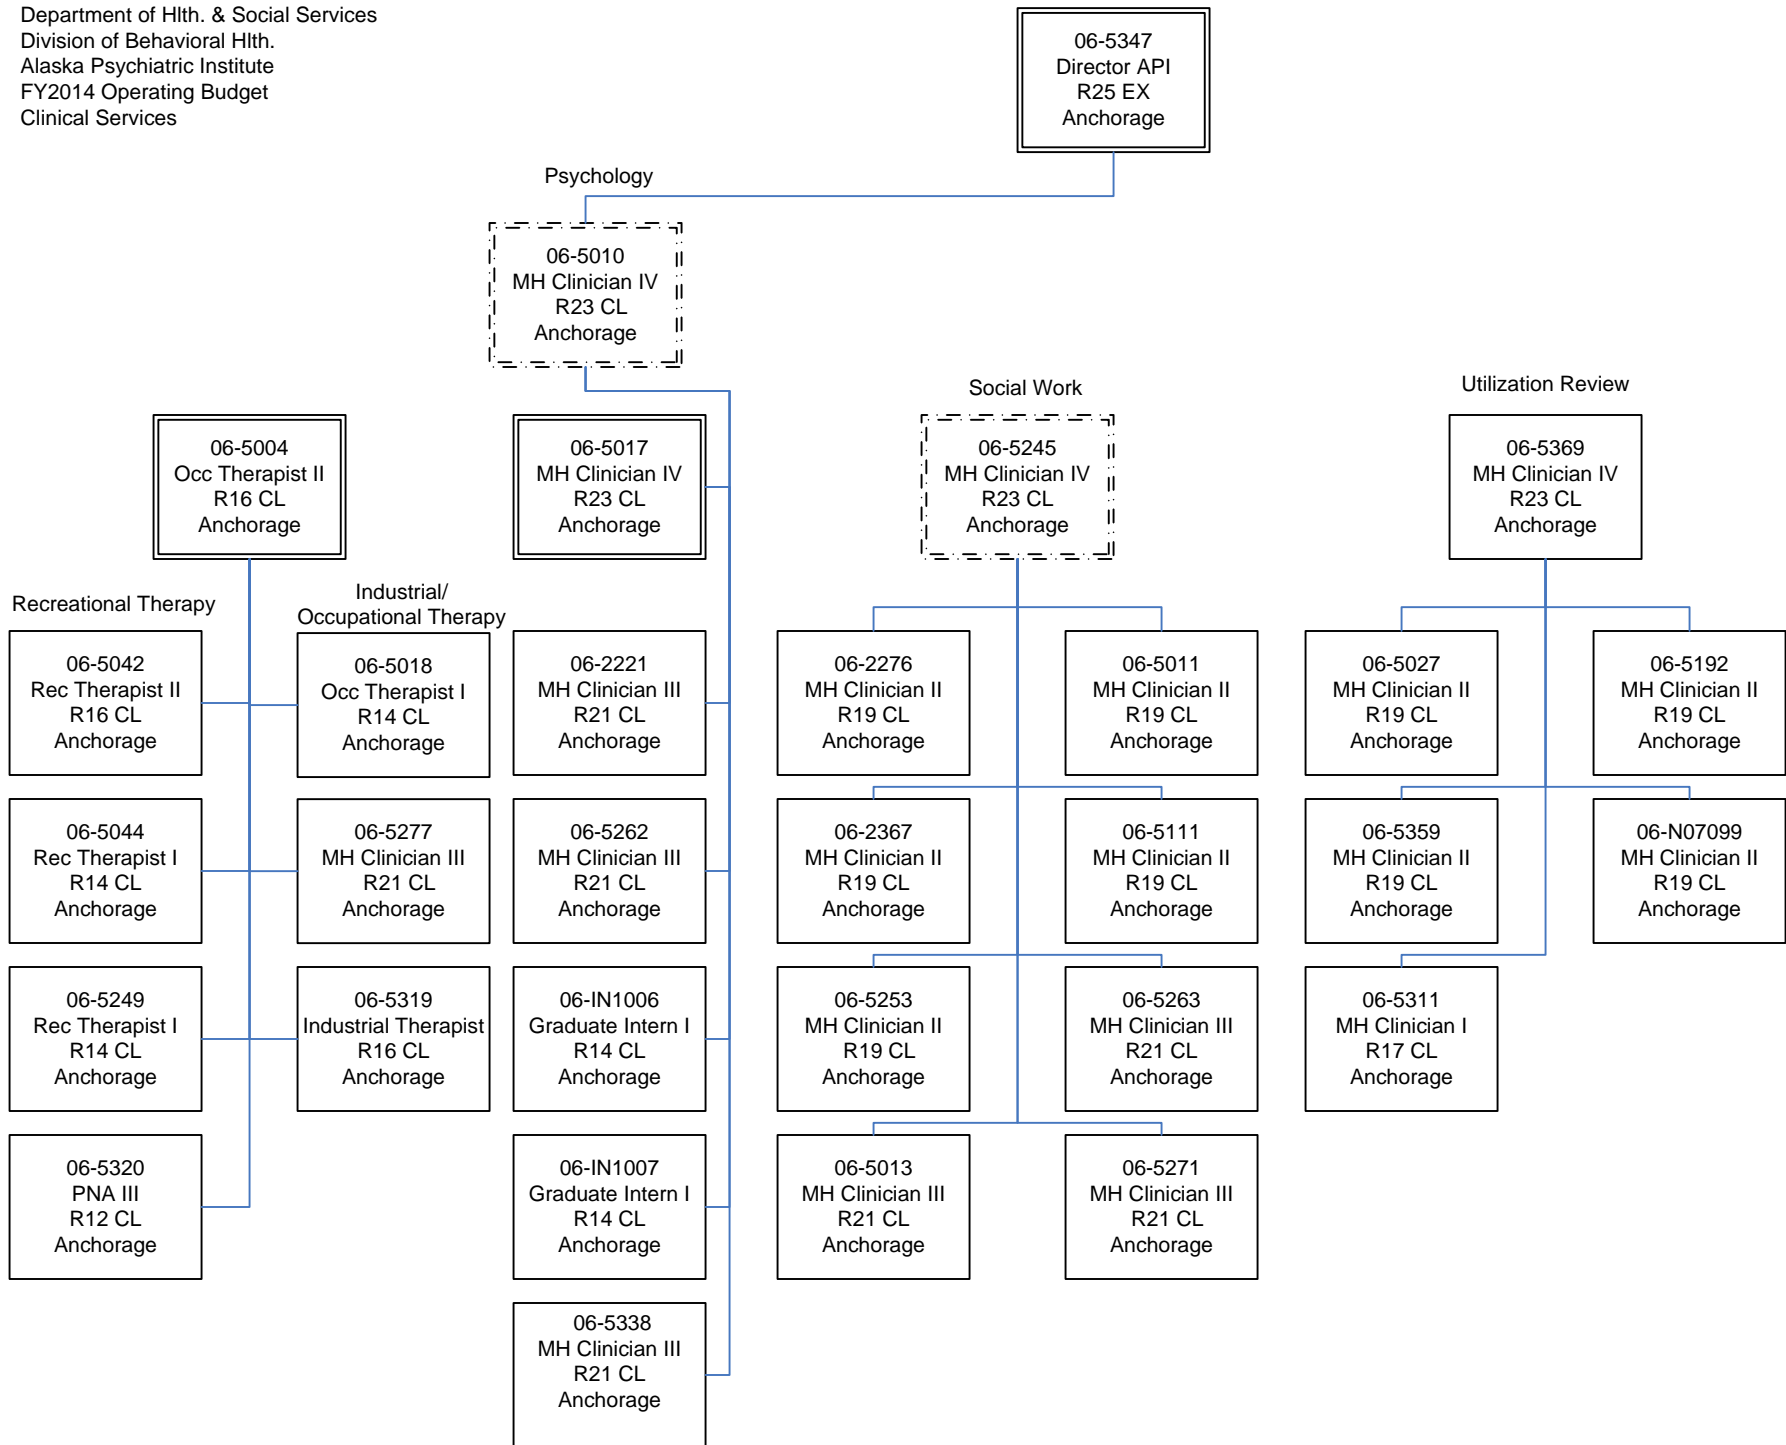 Department of Hlth. & Social Services
Division of Behavioral Hlth.
Alaska Psychiatric Institute
FY2014 Operating Budget
Clinical Services
06-5347
Director API
R25 EX
Anchorage
Psychology
06-5010
MH Clinician IV
R23 CL
Anchorage
06-5004
Occ Therapist II
R16 CL
Anchorage
06-5017
MH Clinician IV
R23 CL
Anchorage
Social Work
06-5245
MH Clinician IV
R23 CL
Anchorage
Utilization Review
06-5369
MH Clinician IV
R23 CL
Anchorage
Recreational Therapy
Industrial/
Occupational Therapy
06-5042
Rec Therapist II
R16 CL
Anchorage
06-5018
Occ Therapist I
R14 CL
Anchorage
06-2221
MH Clinician III
R21 CL
Anchorage
06-2276
MH Clinician II
R19 CL
Anchorage
06-5011
MH Clinician II
R19 CL
Anchorage
06-5027
MH Clinician II
R19 CL
Anchorage
06-5192
MH Clinician II
R19 CL
Anchorage
06-5044
Rec Therapist I
R14 CL
Anchorage
06-5277
MH Clinician III
R21 CL
Anchorage
06-5262
MH Clinician III
R21 CL
Anchorage
06-2367
MH Clinician II
R19 CL
Anchorage
06-5111
MH Clinician II
R19 CL
Anchorage
06-5359
MH Clinician II
R19 CL
Anchorage
06-N07099
MH Clinician II
R19 CL
Anchorage
06-5249
Rec Therapist I
R14 CL
Anchorage
06-5319
Industrial Therapist
R16 CL
Anchorage
06-IN1006
Graduate Intern I
R14 CL
Anchorage
06-5253
MH Clinician II
R19 CL
Anchorage
06-5263
MH Clinician III
R21 CL
Anchorage
06-5311
MH Clinician I
R17 CL
Anchorage
06-5320
PNA III
R12 CL
Anchorage
06-IN1007
Graduate Intern I
R14 CL
Anchorage
06-5013
MH Clinician III
R21 CL
Anchorage
06-5271
MH Clinician III
R21 CL
Anchorage
06-5338
MH Clinician III
R21 CL
Anchorage